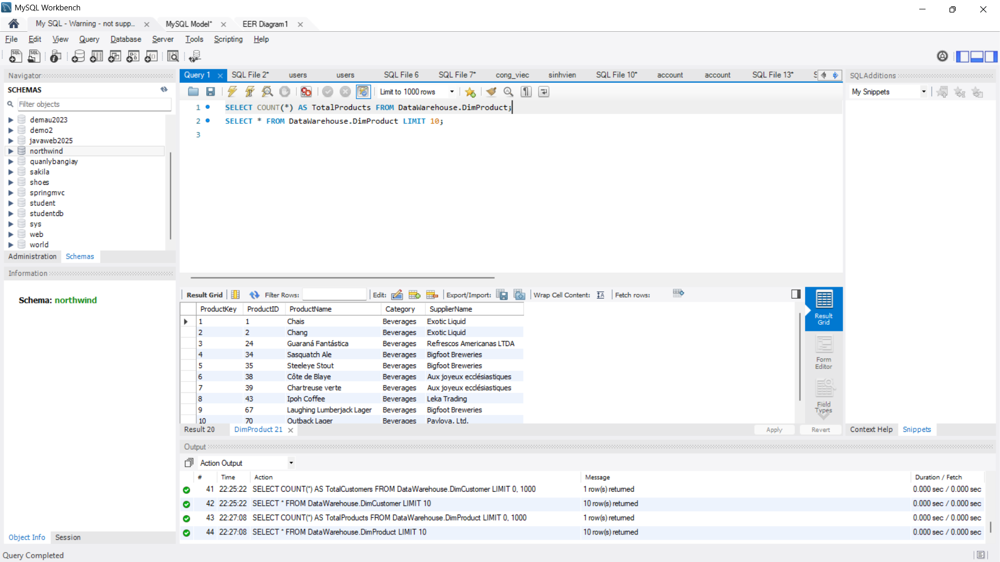 MySQL Workbench
My SQL - Warning - not supp... MySQL Model* EER Diagram1
File Edit View Query Database Server Tools Scripting Help
Navigator
SCHEMAS
Filter objects
demau2023
demo2
javaweb2025
northwind
quanlybangiay
sakila
shoes
springmvc
student
studentdb
sys
web
world
Administration Schemas
Information
Schema: northwind
Object Info Session
Query 1 SQL File 2* users users SQL File 6 SQL File 7* cong_viec sinhvien SQL File 10* account account SQL File 13* S
Limit to 1000 rows
1 SELECT COUNT(*) AS TotalProducts FROM DataWarehouse.DimProduct;
2 SELECT * FROM DataWarehouse.DimProduct LIMIT 10;
3
Result Grid Filter Rows: Edit: Export/Import: Wrap Cell Content: Fetch rows:
ProductKey ProductID ProductName Category SupplierName
1 1 Chais Beverages Exotic Liquid
2 2 Chang Beverages Exotic Liquid
3 24 Guaraná Fantástica Beverages Refrescos Americanas LTDA
4 34 Sasquatch Ale Beverages Bigfoot Breweries
5 35 Steeleye Stout Beverages Bigfoot Breweries
6 38 Côte de Blaye Beverages Aux joyeux ecclésiastiques
7 39 Chartreuse verte Beverages Aux joyeux ecclésiastiques
8 43 Ipoh Coffee Beverages Leka Trading
9 67 Laughing Lumberjack Lager Beverages Bigfoot Breweries
10 70 Outback Lager Beverages Pavlova, Ltd.
Result Grid
Form Editor
Field Types
Result 20 DimProduct 21 Apply Revert
SQLAdditions
My Snippets
Context Help Snippets
Output
Action Output
# Time Action Message Duration / Fetch
41 22:25:22 SELECT COUNT(*) AS TotalCustomers FROM DataWarehouse.DimCustomer LIMIT 0, 1000 1 row(s) returned 0.000 sec / 0.000 sec
42 22:25:22 SELECT * FROM DataWarehouse.DimCustomer LIMIT 10 10 row(s) returned 0.000 sec / 0.000 sec
43 22:27:08 SELECT COUNT(*) AS TotalProducts FROM DataWarehouse.DimProduct LIMIT 0, 1000 1 row(s) returned 0.000 sec / 0.000 sec
44 22:27:08 SELECT * FROM DataWarehouse.DimProduct LIMIT 10 10 row(s) returned 0.000 sec / 0.000 sec
Query Completed